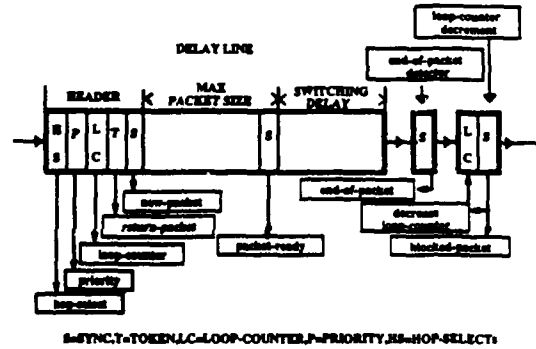 loop-counter
decrement
DELAY LINE
end-of-packet
detector
HEADER
MAX
PACKET SIZE
SWITCHING
DELAY
H
S
P
L
C
T
S
S
S
L
C
S
new-packet
return-packet
loop-counter
priority
hop-select
packet-ready
end-of-packet
decrease
loop-counter
blocked-packet
S=SYNC,T=TOKEN,LC=LOOP-COUNTER,P=PRIORITY,HS=HOP-SELECT: